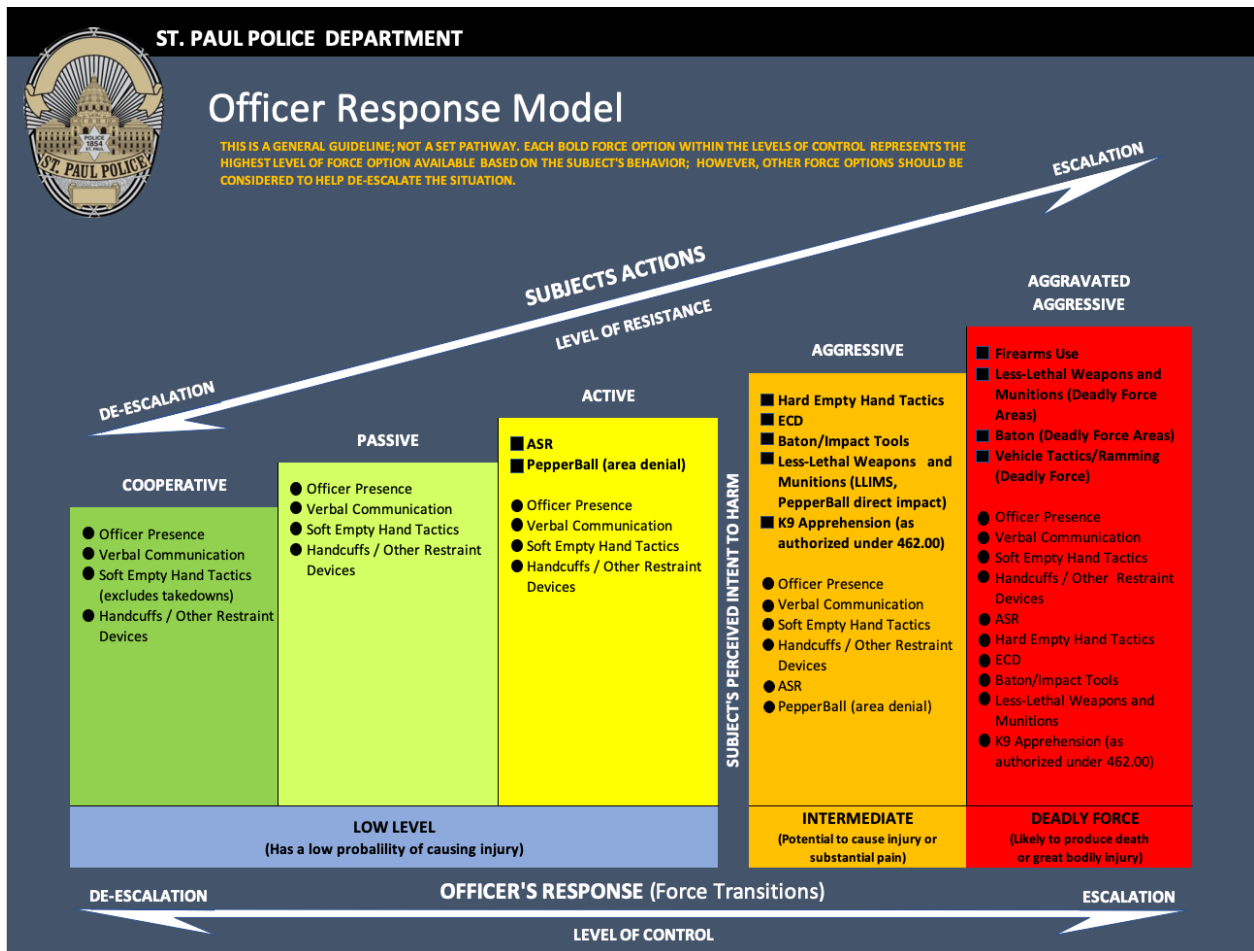 ST. PAUL POLICE DEPARTMENT
POLICE
1854
ST. PAUL
ST. PAUL POLICE
Officer Response Model
THIS IS A GENERAL GUIDELINE; NOT A SET PATHWAY. EACH BOLD FORCE OPTION WITHIN THE LEVELS OF CONTROL REPRESENTS THE
HIGHEST LEVEL OF FORCE OPTION AVAILABLE BASED ON THE SUBJECT'S BEHAVIOR; HOWEVER, OTHER FORCE OPTIONS SHOULD BE
CONSIDERED TO HELP DE-ESCALATE THE SITUATION.
ESCALATION
SUBJECTS ACTIONS
LEVEL OF RESISTANCE
DE-ESCALATION
COOPERATIVE
Officer Presence
Verbal Communication
Soft Empty Hand Tactics
(excludes takedowns)
Handcuffs / Other Restraint
Devices
PASSIVE
Officer Presence
Verbal Communication
Soft Empty Hand Tactics
Handcuffs / Other Restraint
Devices
ACTIVE
ASR
PepperBall (area denial)
Officer Presence
Verbal Communication
Soft Empty Hand Tactics
Handcuffs / Other Restraint
Devices
SUBJECT'S PERCEIVED INTENT TO HARM
AGGRESSIVE
Hard Empty Hand Tactics
ECD
Baton/Impact Tools
Less-Lethal Weapons and
Munitions (LLIMS,
PepperBall direct impact)
K9 Apprehension (as
authorized under 462.00)
Officer Presence
Verbal Communication
Soft Empty Hand Tactics
Handcuffs / Other Restraint
Devices
ASR
PepperBall (area denial)
AGGRAVATED
AGGRESSIVE
Firearms Use
Less-Lethal Weapons and
Munitions (Deadly Force
Areas)
Baton (Deadly Force Areas)
Vehicle Tactics/Ramming
(Deadly Force)
Officer Presence
Verbal Communication
Soft Empty Hand Tactics
Handcuffs / Other Restraint
Devices
ASR
Hard Empty Hand Tactics
ECD
Baton/Impact Tools
Less-Lethal Weapons and
Munitions
K9 Apprehension (as
authorized under 462.00)
LOW LEVEL
(Has a low probalility of causing injury)
INTERMEDIATE
(Potential to cause injury or
substantial pain)
DEADLY FORCE
(Likely to produce death
or great bodily injury)
DE-ESCALATION
OFFICER'S RESPONSE (Force Transitions)
ESCALATION
LEVEL OF CONTROL